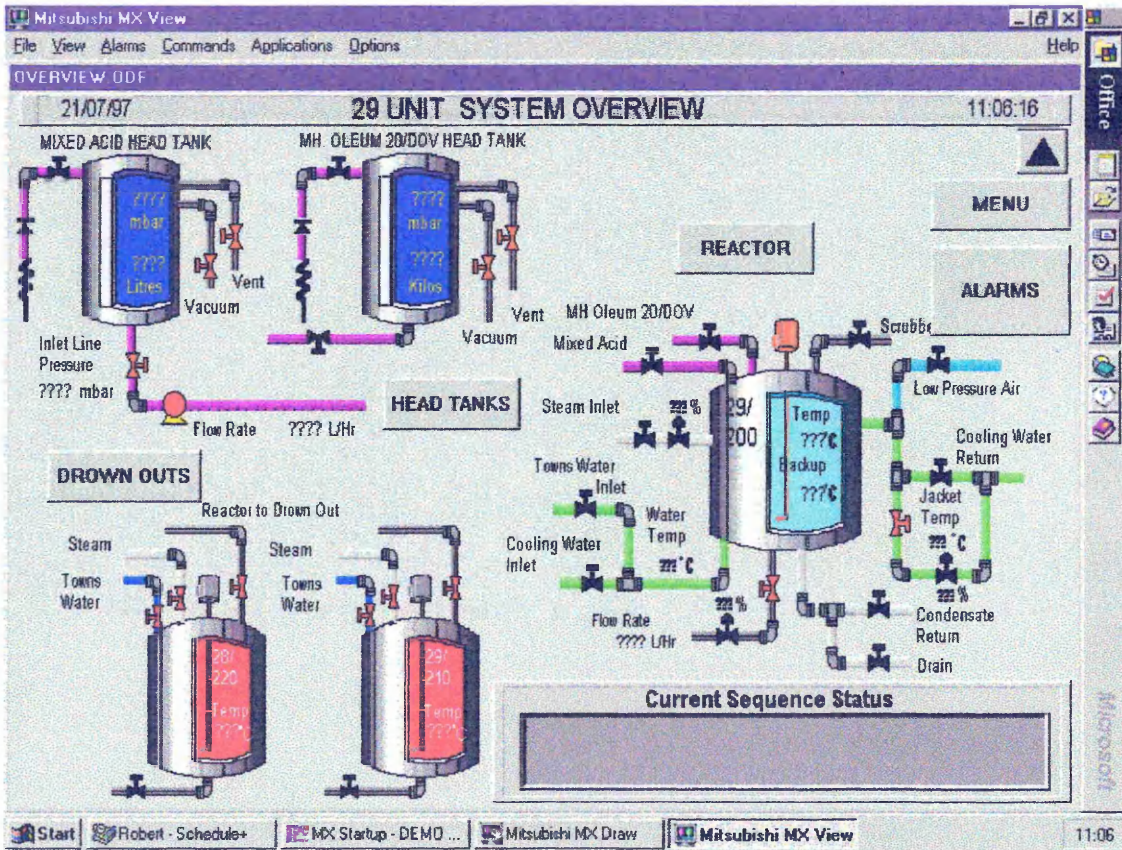 Mitsubishi MX View
File View Alarms Commands Applications Options Help
OVERVIEW.ODF
21/07/97 29 UNIT SYSTEM OVERVIEW 11:06:16
MIXED ACID HEAD TANK
MH OLEUM 20/DOV HEAD TANK
????
mbar
????
Litres
????
mbar
????
Kilos
Vent
Vacuum
Vent
Vacuum
MENU
REACTOR
ALARMS
Inlet Line
Pressure
???? mbar
Flow Rate ???? L/Hr
HEAD TANKS
DROWN OUTS
MH Oleum 20/DOV
Mixed Acid
Scrubbe
Low Pressure Air
Steam Inlet
??? %
29/
200
Temp
???°C
Backup
???°C
Cooling Water
Return
Towns Water
Inlet
Water
Temp
??? °C
Jacket
Temp
??? °C
Cooling Water
Inlet
??? %
??? %
Flow Rate
???? L/Hr
Condensate
Return
Drain
Reactor to Drown Out
Steam
Towns
Water
Steam
Towns
Water
28/
220
Temp
???°C
29/
210
Temp
???°C
Current Sequence Status
Office
Microsoft
Start Robert - Schedule+ MX Startup - DEMO ... Mitsubishi MX Draw Mitsubishi MX View 11:06